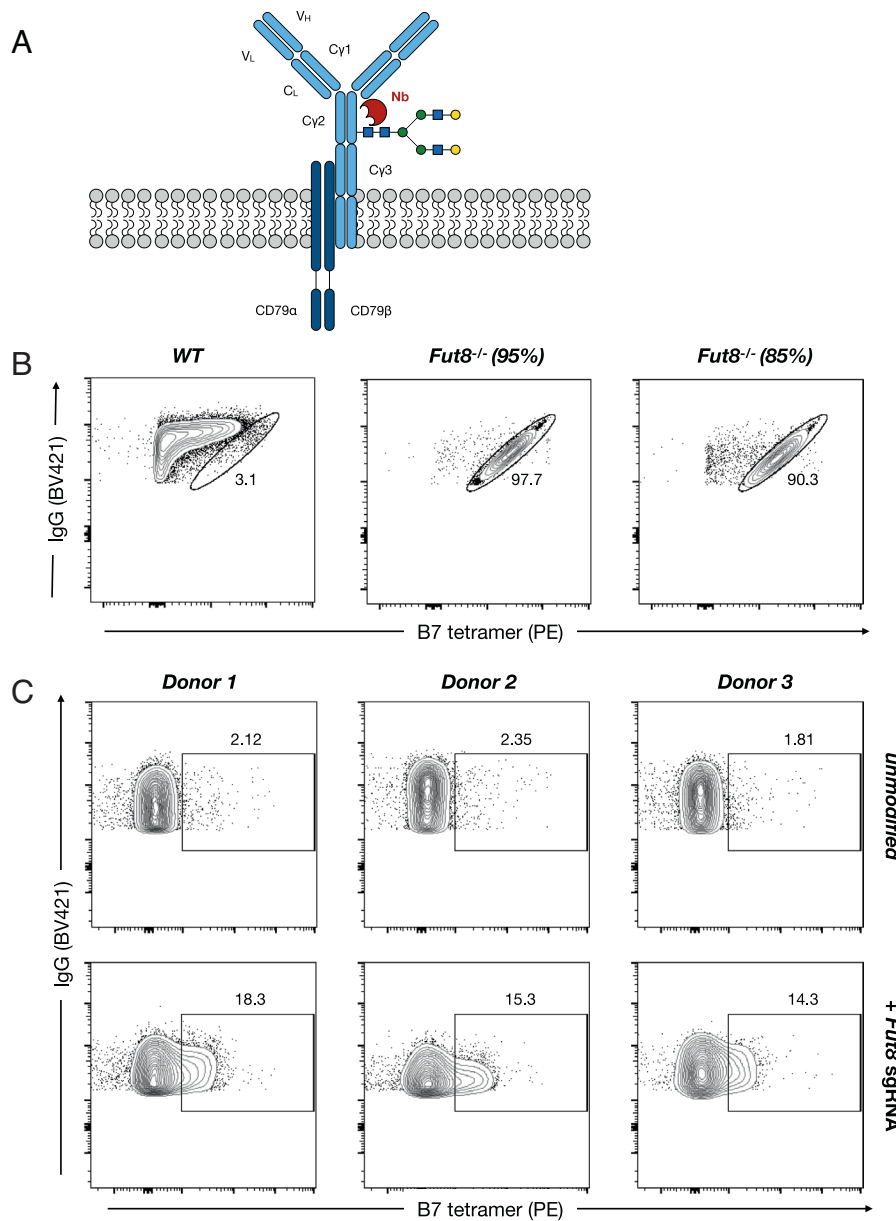 A
VH
VL
Cγ1
CL
Nb
Cγ2
Cγ3
CD79α
CD79β
B
WT
Fut8-/- (95%)
Fut8-/- (85%)
IgG (BV421)
3.1
97.7
90.3
B7 tetramer (PE)
C
Donor 1
Donor 2
Donor 3
2.12
2.35
1.81
unmodified
IgG (BV421)
18.3
15.3
14.3
+ Fut8 sgRNA
B7 tetramer (PE)